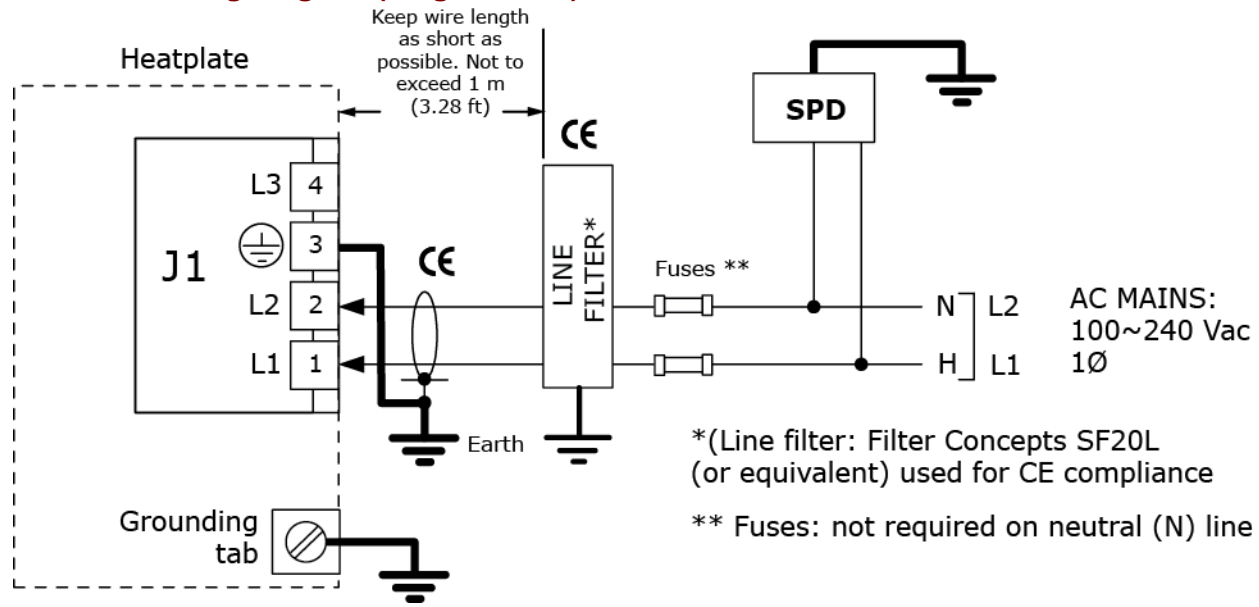 Keep wire length
as short as
possible. Not to
exceed 1 m
(3.28 ft)
Heatplate
CE
SPD
L3 4
3
J1
CE
L2 2
L1 1
LINE
FILTER*
Fuses **
N L2
H L1
AC MAINS:
100~240 Vac
1Ø
Earth
*(Line filter: Filter Concepts SF20L
(or equivalent) used for CE compliance
** Fuses: not required on neutral (N) line
Grounding
tab